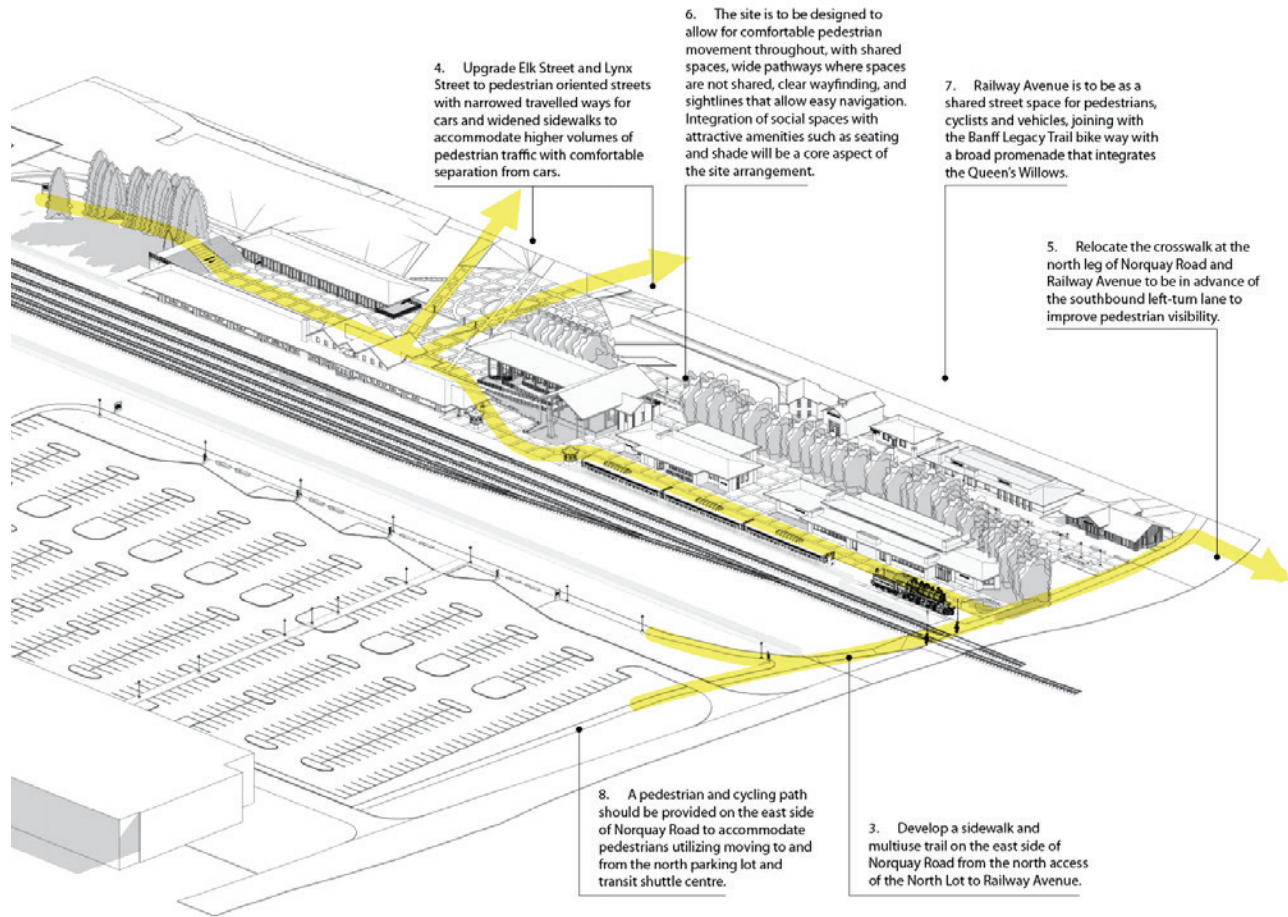 4. Upgrade Elk Street and Lynx
Street to pedestrian oriented streets
with narrowed travelled ways for
cars and widened sidewalks to
accommodate higher volumes of
pedestrian traffic with comfortable
separation from cars.
6. The site is to be designed to
allow for comfortable pedestrian
movement throughout, with shared
spaces, wide pathways where spaces
are not shared, clear wayfinding, and
sightlines that allow easy navigation.
Integration of social spaces with
attractive amenities such as seating
and shade will be a core aspect of
the site arrangement.
7. Railway Avenue is to be as a
shared street space for pedestrians,
cyclists and vehicles, joining with
the Banff Legacy Trail bike way with
a broad promenade that integrates
the Queen's Willows.
5. Relocate the crosswalk at the
north leg of Norquay Road and
Railway Avenue to be in advance of
the southbound left-turn lane to
improve pedestrian visibility.
8. A pedestrian and cycling path
should be provided on the east side
of Norquay Road to accommodate
pedestrians utilizing moving to and
from the north parking lot and
transit shuttle centre.
3. Develop a sidewalk and
multiuse trail on the east side of
Norquay Road from the north access
of the North Lot to Railway Avenue.